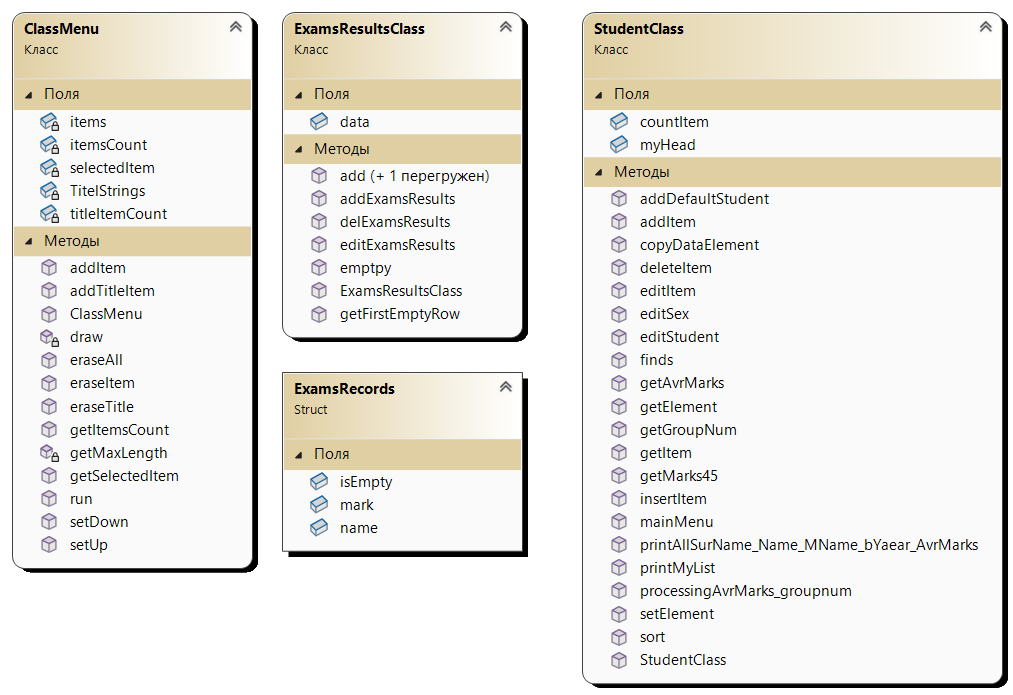 ClassMenu
Класс
Поля
items
itemsCount
selectedItem
TitelStrings
titleItemCount
Методы
addItem
addTitleItem
ClassMenu
draw
eraseAll
eraseItem
eraseTitle
getItemsCount
getMaxLength
getSelectedItem
run
setDown
setUp
ExamsResultsClass
Класс
Поля
data
Методы
add (+ 1 перегружен)
addExamsResults
delExamsResults
editExamsResults
emptpy
ExamsResultsClass
getFirstEmptyRow
ExamsRecords
Struct
Поля
isEmpty
mark
name
StudentClass
Класс
Поля
countItem
myHead
Методы
addDefaultStudent
addItem
copyDataElement
deleteItem
editItem
editSex
editStudent
finds
getAvrMarks
getElement
getGroupNum
getItem
getMarks45
insertItem
mainMenu
printAllSurName_Name_MName_bYaear_AvrMarks
printMyList
processingAvrMarks_groupnum
setElement
sort
StudentClass